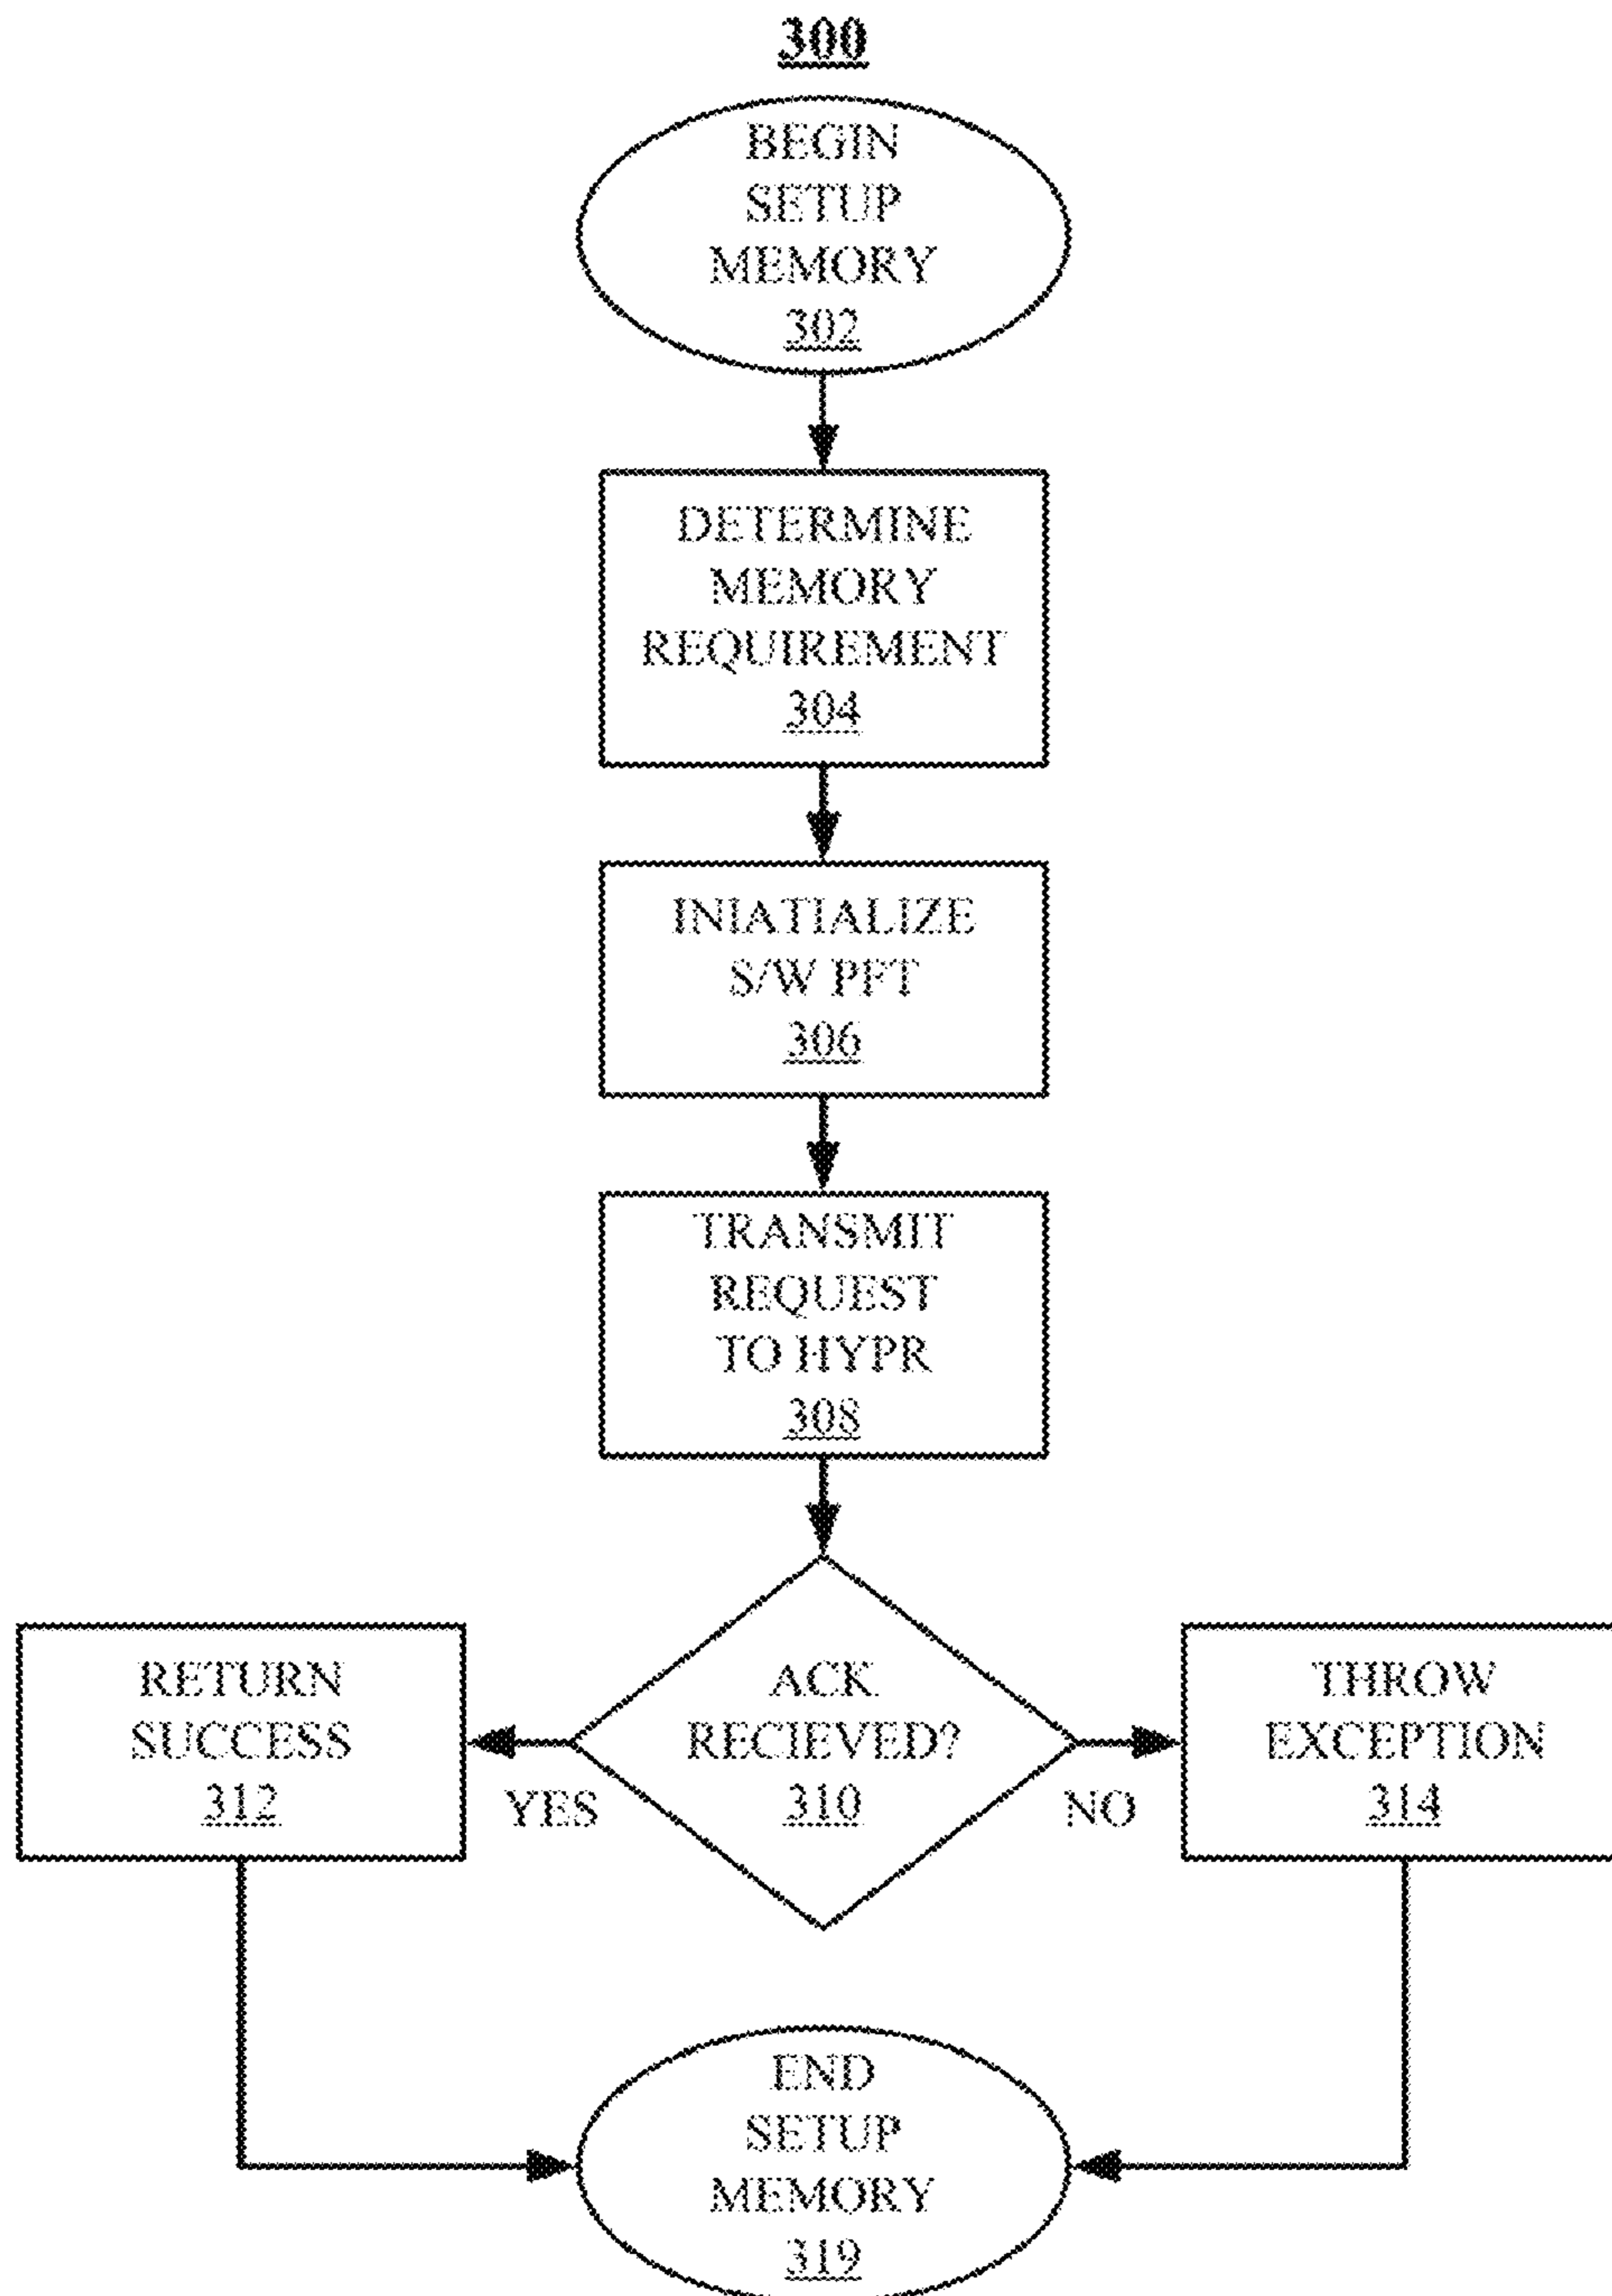 300
BEGIN
SETUP
MEMORY
302
DETERMINE
MEMORY
REQUIREMENT
304
INIATIALIZE
S/W PFT
306
TRANSMIT
REQUEST
TO HYPR
308
RETURN
SUCCESS
312
YES
ACK
RECIEVED?
310
NO
THROW
EXCEPTION
314
END
SETUP
MEMORY
319